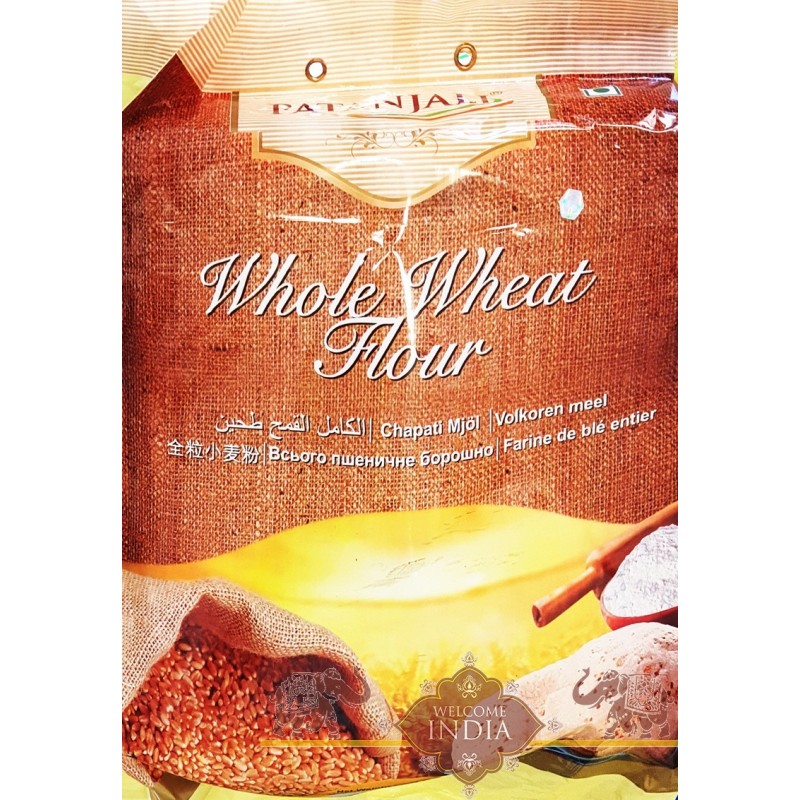 PATANJALI
Whole Wheat
Flour
الكامل القمح طحين | Chapati Mjöl | Volkoren meel
全粒小麦粉 | Всього пшеничне борошно | Farine de blé entier
WELCOME
INDIA